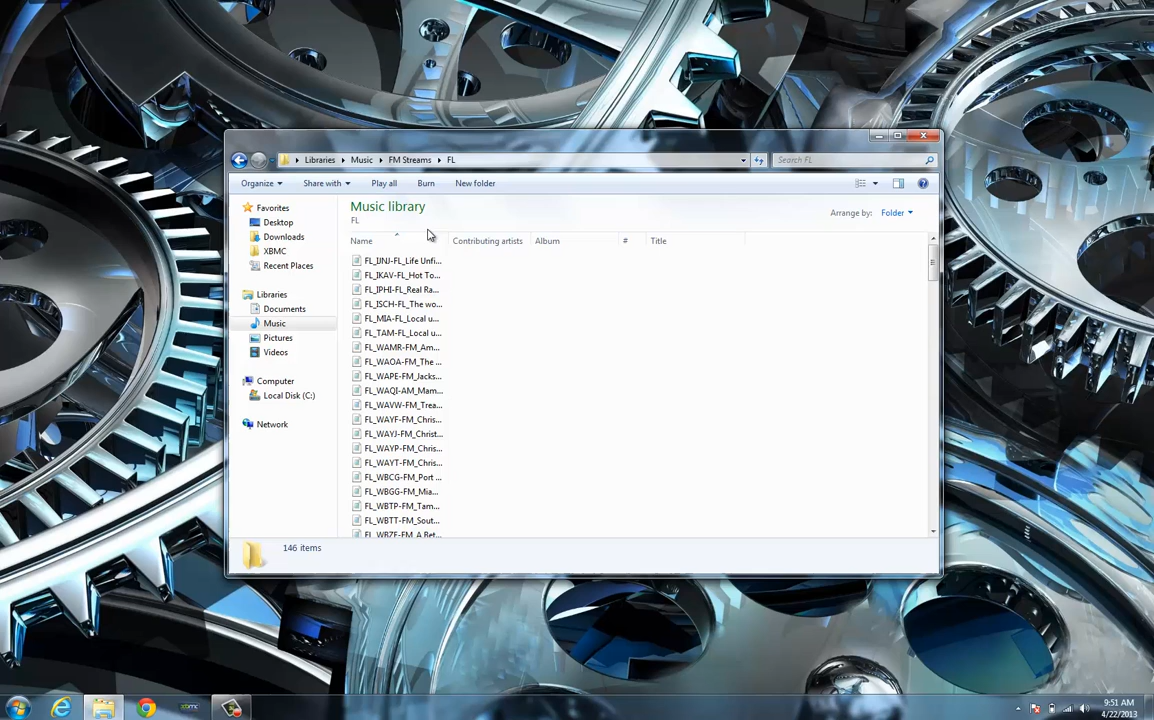 Libraries Music FM Streams FL Search FL
Organize Share with Play all Burn New folder
Favorites
Desktop
Downloads
XBMC
Recent Places
Libraries
Documents
Music
Pictures
Videos
Computer
Local Disk (C:)
Network
Music library
FL
Arrange by: Folder
Name Contributing artists Album # Title
FL_IJNJ-FL_Life Unfi...
FL_IKAV-FL_Hot To...
FL_IPHI-FL_Real Ra...
FL_ISCH-FL_The wo...
FL_MIA-FL_Local u...
FL_TAM-FL_Local u...
FL_WAMR-FM_Am...
FL_WAOA-FM_The ...
FL_WAPE-FM_Jacks...
FL_WAQI-AM_Mam...
FL_WAVW-FM_Trea...
FL_WAYF-FM_Chris...
FL_WAYJ-FM_Christ...
FL_WAYP-FM_Chris...
FL_WAYT-FM_Chris...
FL_WBCG-FM_Port ...
FL_WBGG-FM_Mia...
FL_WBTP-FM_Tam...
FL_WBTT-FM_Sout...
FL_WBZE-FM_A Bet...
146 items
xbmc
9:51 AM
4/22/2013